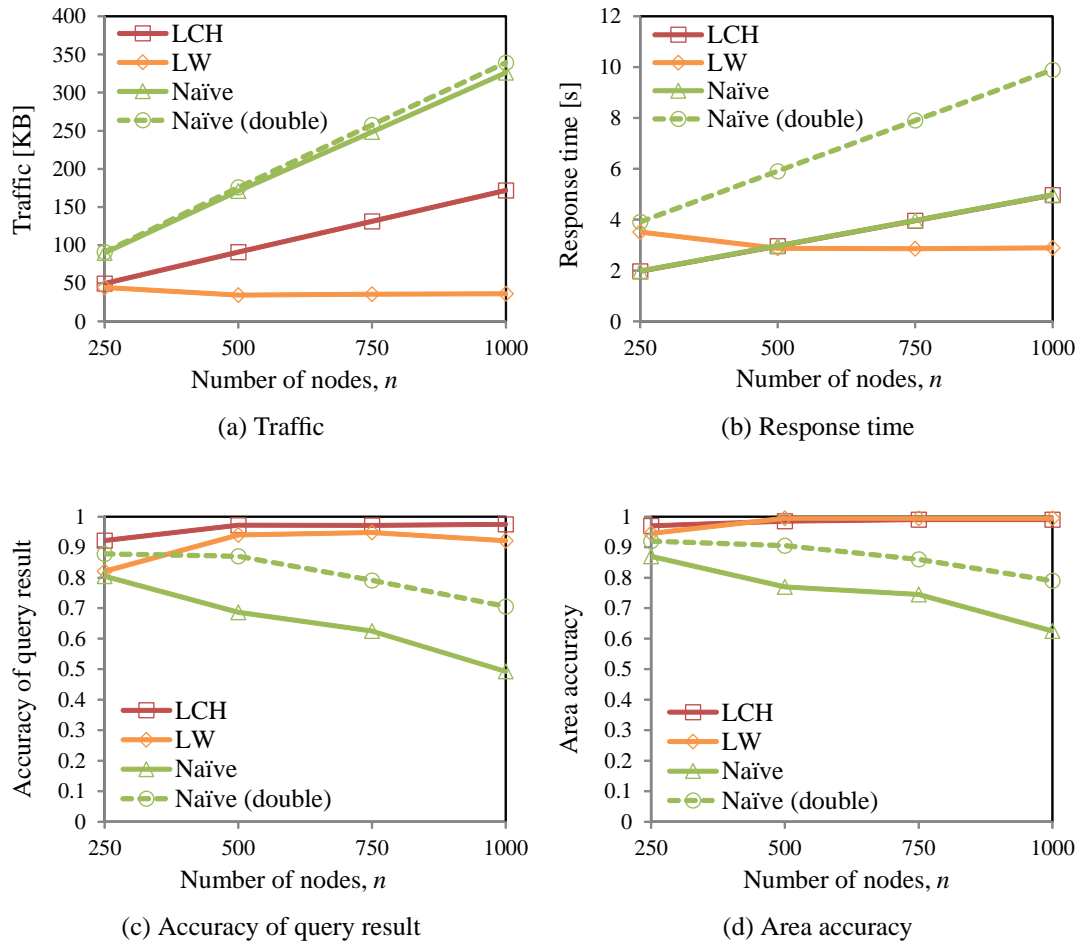 400
350
300
250
200
150
100
50
0
Traffic [KB]
LCH
LW
Naïve
Naïve (double)
250
500
750
1000
Number of nodes, n
(a) Traffic
12
10
8
6
4
2
0
Response time [s]
LCH
LW
Naïve
Naïve (double)
250
500
750
1000
Number of nodes, n
(b) Response time
1
0.9
0.8
0.7
0.6
0.5
0.4
0.3
0.2
0.1
0
Accuracy of query result
LCH
LW
Naïve
Naïve (double)
250
500
750
1000
Number of nodes, n
(c) Accuracy of query result
1
0.9
0.8
0.7
0.6
0.5
0.4
0.3
0.2
0.1
0
Area accuracy
LCH
LW
Naïve
Naïve (double)
250
500
750
1000
Number of nodes, n
(d) Area accuracy